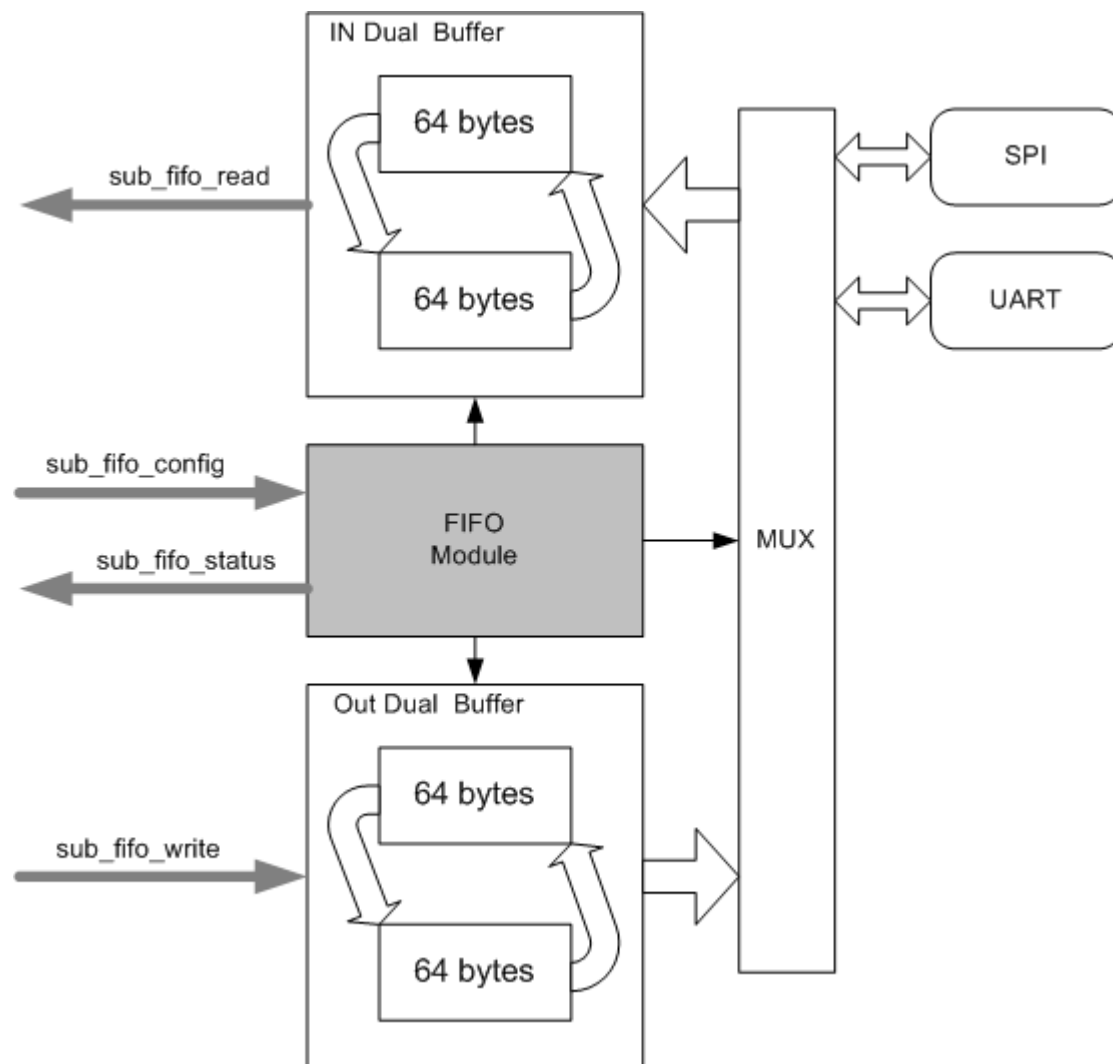 IN Dual Buffer
64 bytes
64 bytes
sub_fifo_read
SPI
UART
sub_fifo_config
sub_fifo_status
FIFO
Module
MUX
Out Dual Buffer
64 bytes
64 bytes
sub_fifo_write